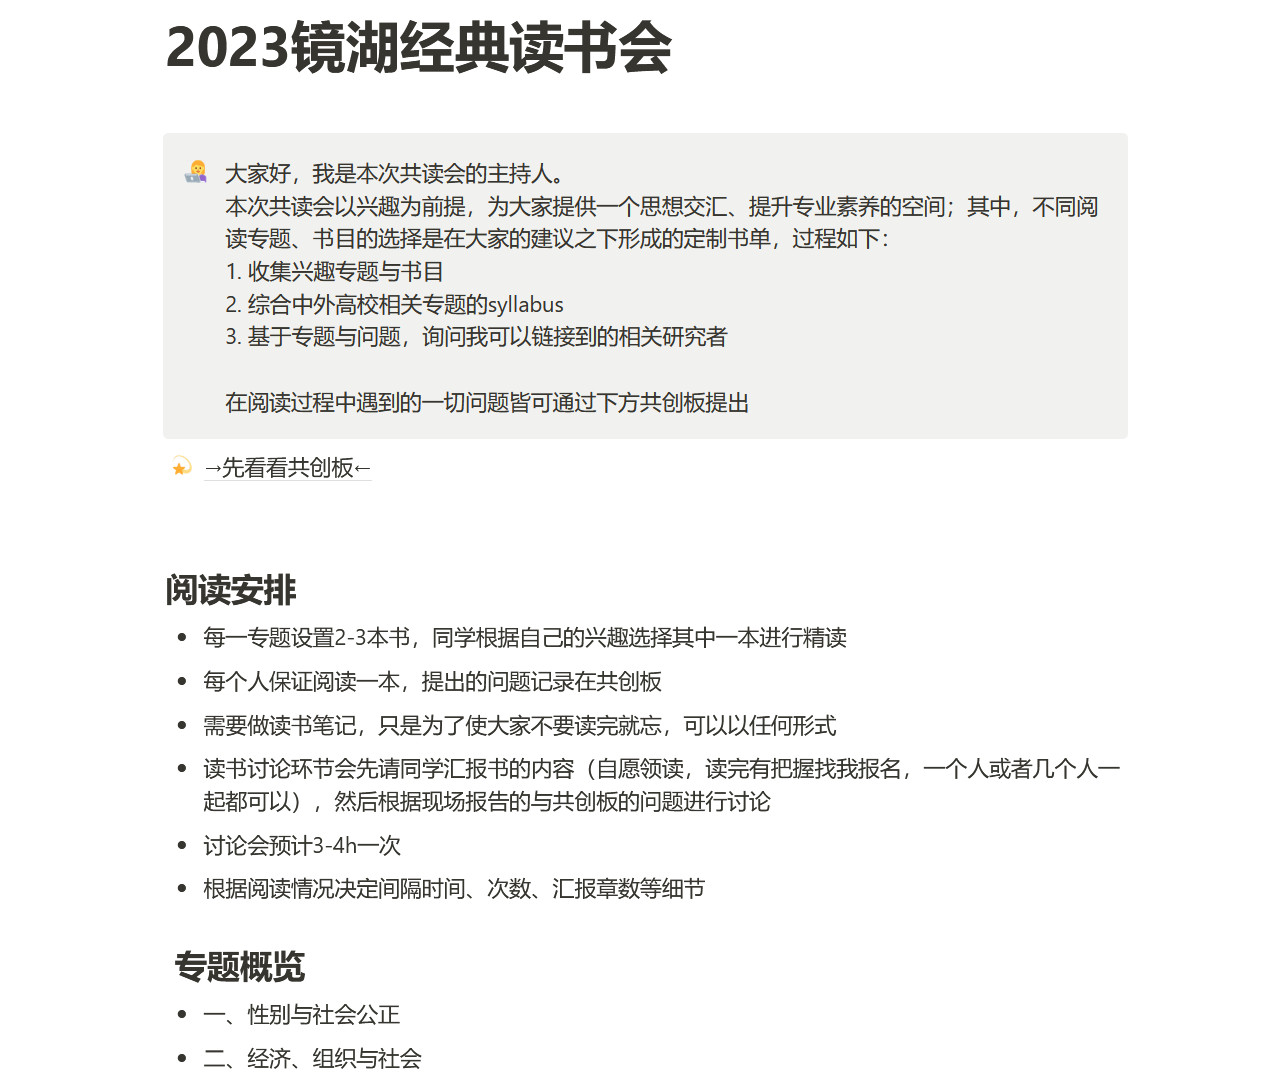 2023镜湖经典读书会
大家好，我是本次共读会的主持人。
本次共读会以兴趣为前提，为大家提供一个思想交汇、提升专业素养的空间；其中，不同阅
读专题、书目的选择是在大家的建议之下形成的定制书单，过程如下：
1. 收集兴趣专题与书目
2. 综合中外高校相关专题的syllabus
3. 基于专题与问题，询问我可以链接到的相关研究者
在阅读过程中遇到的一切问题皆可通过下方共创板提出
→先看看共创板←
阅读安排
• 每一专题设置2-3本书，同学根据自己的兴趣选择其中一本进行精读
• 每个人保证阅读一本，提出的问题记录在共创板
• 需要做读书笔记，只是为了使大家不要读完就忘，可以以任何形式
• 读书讨论环节会先请同学汇报书的内容（自愿领读，读完有把握找我报名，一个人或者几个人一
起都可以），然后根据现场报告的与共创板的问题进行讨论
• 讨论会预计3-4h一次
• 根据阅读情况决定间隔时间、次数、汇报章数等细节
专题概览
• 一、性别与社会公正
• 二、经济、组织与社会